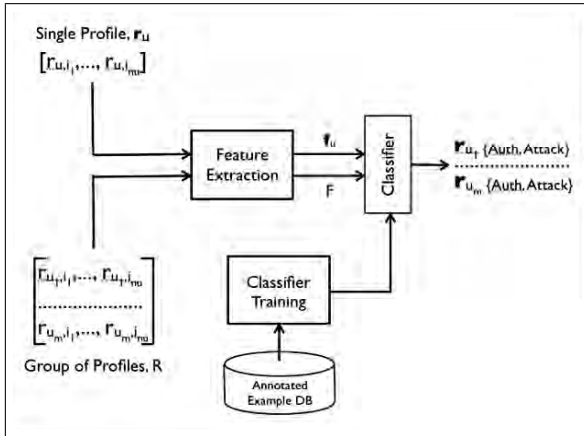 Single Profile, r_u
[r_{u,i_1},..., r_{u,i_{nu}}]
Feature Extraction
r_u
F
Classifier
r_{u_1} {Auth, Attack}
r_{u_m} {Auth, Attack}
[r_{u_1,i_1},..., r_{u_1,i_{nu}}
..................
r_{u_m,i_1},..., r_{u_m,i_{nu}}]
Group of Profiles, R
Classifier Training
Annotated
Example DB